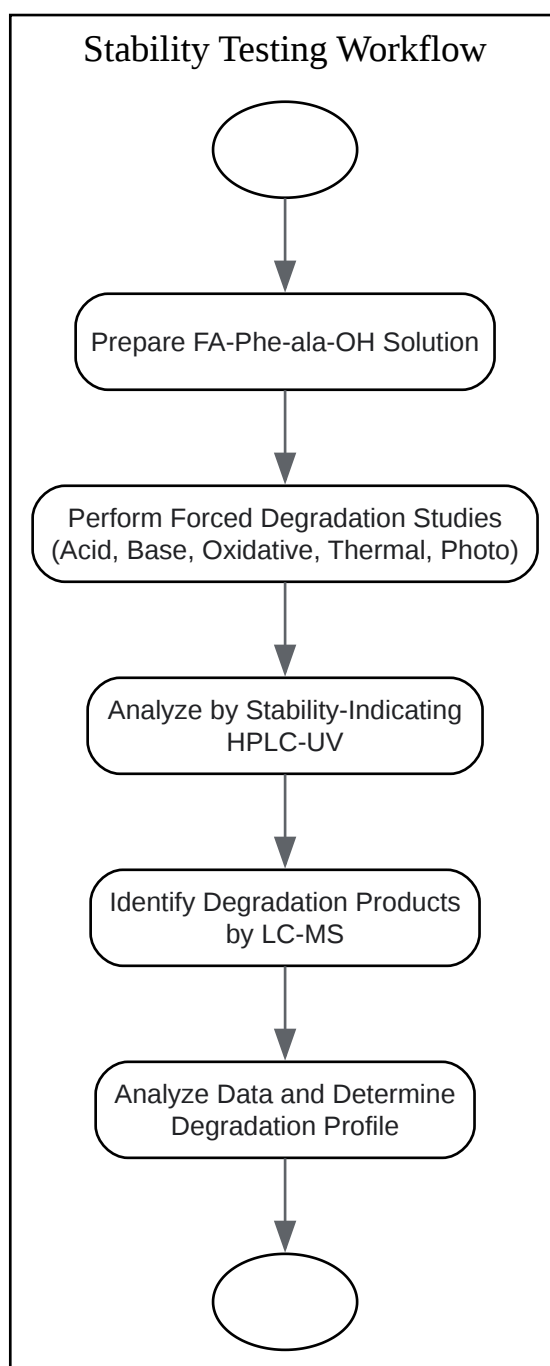 Stability Testing Workflow
Prepare FA-Phe-ala-OH Solution
Perform Forced Degradation Studies
(Acid, Base, Oxidative, Thermal, Photo)
Analyze by Stability-Indicating
HPLC-UV
Identify Degradation Products
by LC-MS
Analyze Data and Determine
Degradation Profile